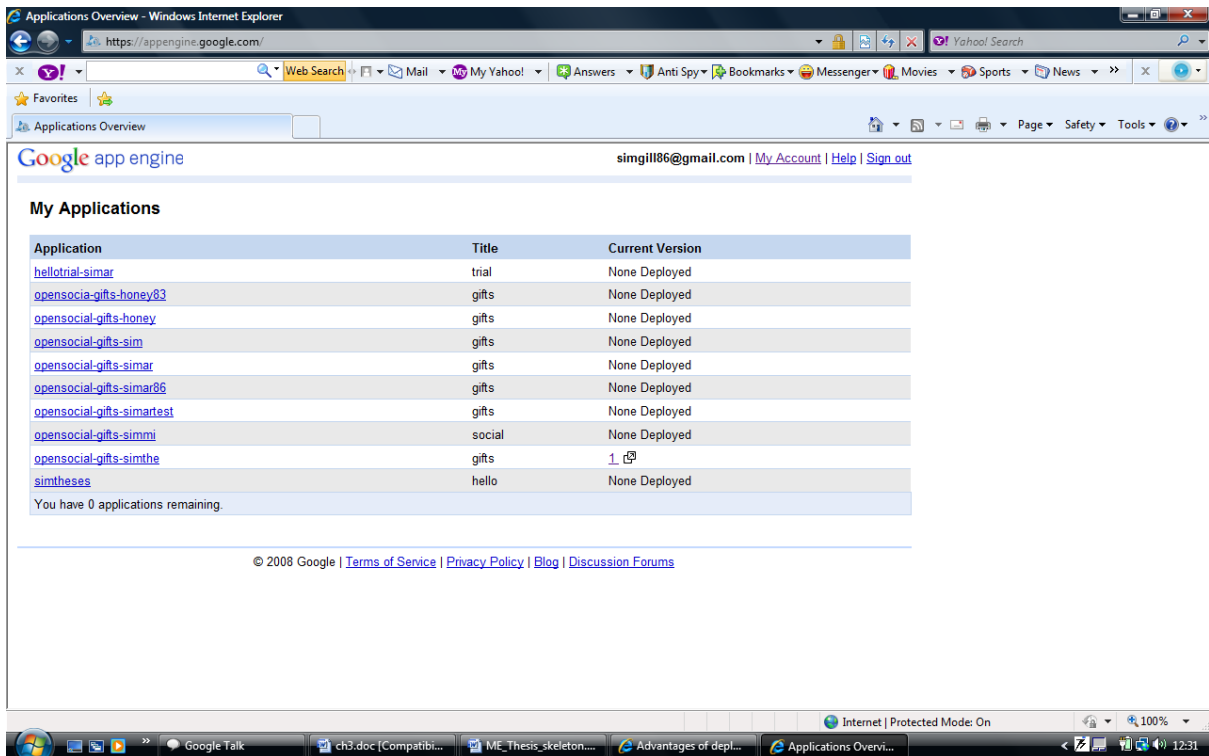 Applications Overview - Windows Internet Explorer
https://appengine.google.com/
Yahoo! Search
Y! Web Search Mail My Yahoo! Answers Anti Spy Bookmarks Messenger Movies Sports News
Favorites
Applications Overview Page Safety Tools
Google app engine simgill86@gmail.com | My Account | Help | Sign out
My Applications
Application Title Current Version
hellotrial-simar trial None Deployed
opensocia-gifts-honey83 gifts None Deployed
opensocial-gifts-honey gifts None Deployed
opensocial-gifts-sim gifts None Deployed
opensocial-gifts-simar gifts None Deployed
opensocial-gifts-simar86 gifts None Deployed
opensocial-gifts-simartest gifts None Deployed
opensocial-gifts-simmi social None Deployed
opensocial-gifts-simthe gifts 1
simtheses hello None Deployed
You have 0 applications remaining.
© 2008 Google | Terms of Service | Privacy Policy | Blog | Discussion Forums
Internet | Protected Mode: On 100%
Google Talk ch3.doc [Compatibi... ME_Thesis_skeleton.... Advantages of depl... Applications Overvi... 12:31